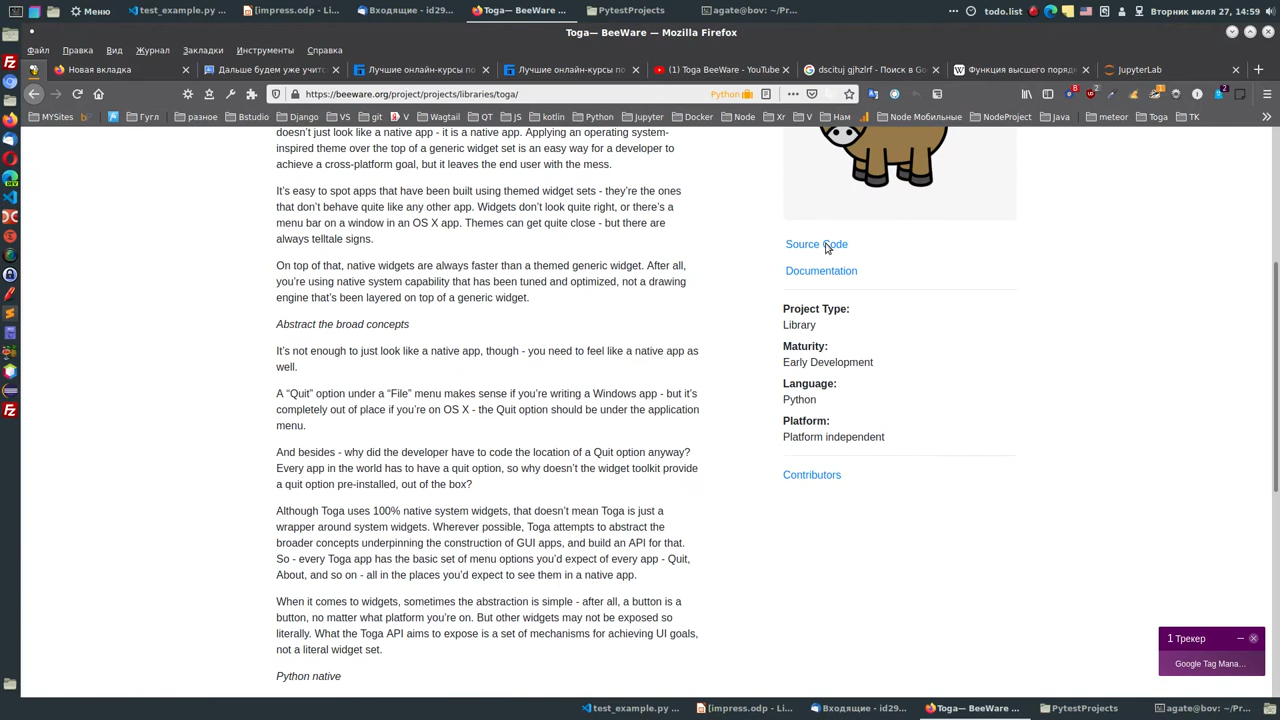 Меню
test_example.py ...
[impress.odp - Li...
Входящие - id29...
Toga— BeeWare ...
PytestProjects
agate@bov: ~/Pr...
todo.list
Вторник июля 27, 14:59
Toga— BeeWare — Mozilla Firefox
Файл Правка Вид Журнал Закладки Инструменты Справка
Новая вкладка
Дальше будем уже учитс
Лучшие онлайн-курсы по
Лучшие онлайн-курсы по
(1) Toga BeeWare - YouTube
dscituj gjhzlrf - Поиск в Go
Функция высшего порядк
JupyterLab
https://beeware.org/project/projects/libraries/toga/
Python
MYSites Гугл разное Bstudio Django V Wagtail QT JS kotlin Python Jupyter Docker Node Xr V Нам Node Мобильные NodeProject Java meteor Toga TK
doesn't just look like a native app - it is a native app. Applying an operating system-
inspired theme over the top of a generic widget set is an easy way for a developer to
achieve a cross-platform goal, but it leaves the end user with the mess.
It's easy to spot apps that have been built using themed widget sets - they're the ones
that don't behave quite like any other app. Widgets don't look quite right, or there's a
menu bar on a window in an OS X app. Themes can get quite close - but there are
always telltale signs.
On top of that, native widgets are always faster than a themed generic widget. After all,
you're using native system capability that has been tuned and optimized, not a drawing
engine that's been layered on top of a generic widget.
Abstract the broad concepts
It's not enough to just look like a native app, though - you need to feel like a native app as
well.
A “Quit” option under a “File” menu makes sense if you're writing a Windows app - but it's
completely out of place if you're on OS X - the Quit option should be under the application
menu.
And besides - why did the developer have to code the location of a Quit option anyway?
Every app in the world has to have a quit option, so why doesn't the widget toolkit provide
a quit option pre-installed, out of the box?
Although Toga uses 100% native system widgets, that doesn't mean Toga is just a
wrapper around system widgets. Wherever possible, Toga attempts to abstract the
broader concepts underpinning the construction of GUI apps, and build an API for that.
So - every Toga app has the basic set of menu options you'd expect of every app - Quit,
About, and so on - all in the places you'd expect to see them in a native app.
When it comes to widgets, sometimes the abstraction is simple - after all, a button is a
button, no matter what platform you're on. But other widgets may not be exposed so
literally. What the Toga API aims to expose is a set of mechanisms for achieving UI goals,
not a literal widget set.
Python native
Source Code
Documentation
Project Type:
Library
Maturity:
Early Development
Language:
Python
Platform:
Platform independent
Contributors
1 Трекер
Google Tag Mana...
test_example.py ...
[impress.odp - Li...
Входящие - id29...
Toga— BeeWare ...
PytestProjects
agate@bov: ~/Pr...